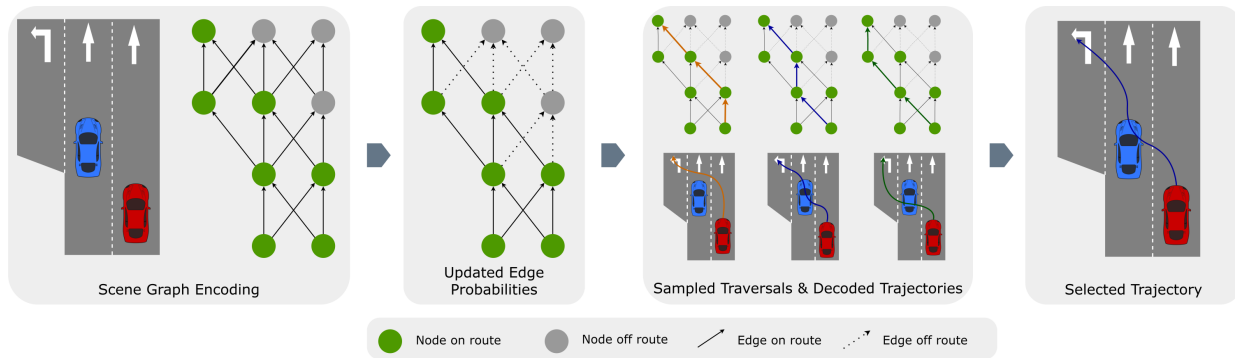 Scene Graph Encoding
Updated Edge
Probabilities
Sampled Traversals & Decoded Trajectories
Selected Trajectory
Node on route
Node off route
Edge on route
Edge off route